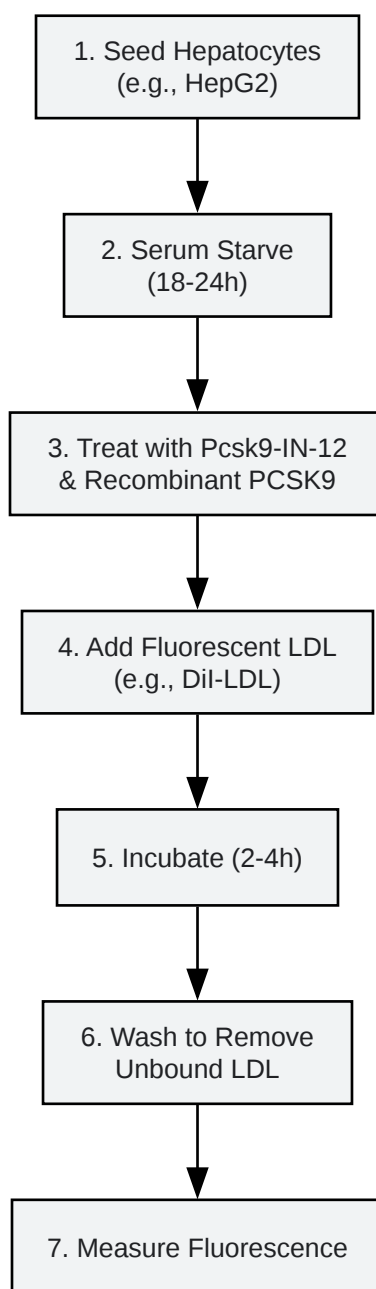 1. Seed Hepatocytes
(e.g., HepG2)
2. Serum Starve
(18-24h)
3. Treat with Pcsk9-IN-12
& Recombinant PCSK9
4. Add Fluorescent LDL
(e.g., DiI-LDL)
5. Incubate (2-4h)
6. Wash to Remove
Unbound LDL
7. Measure Fluorescence